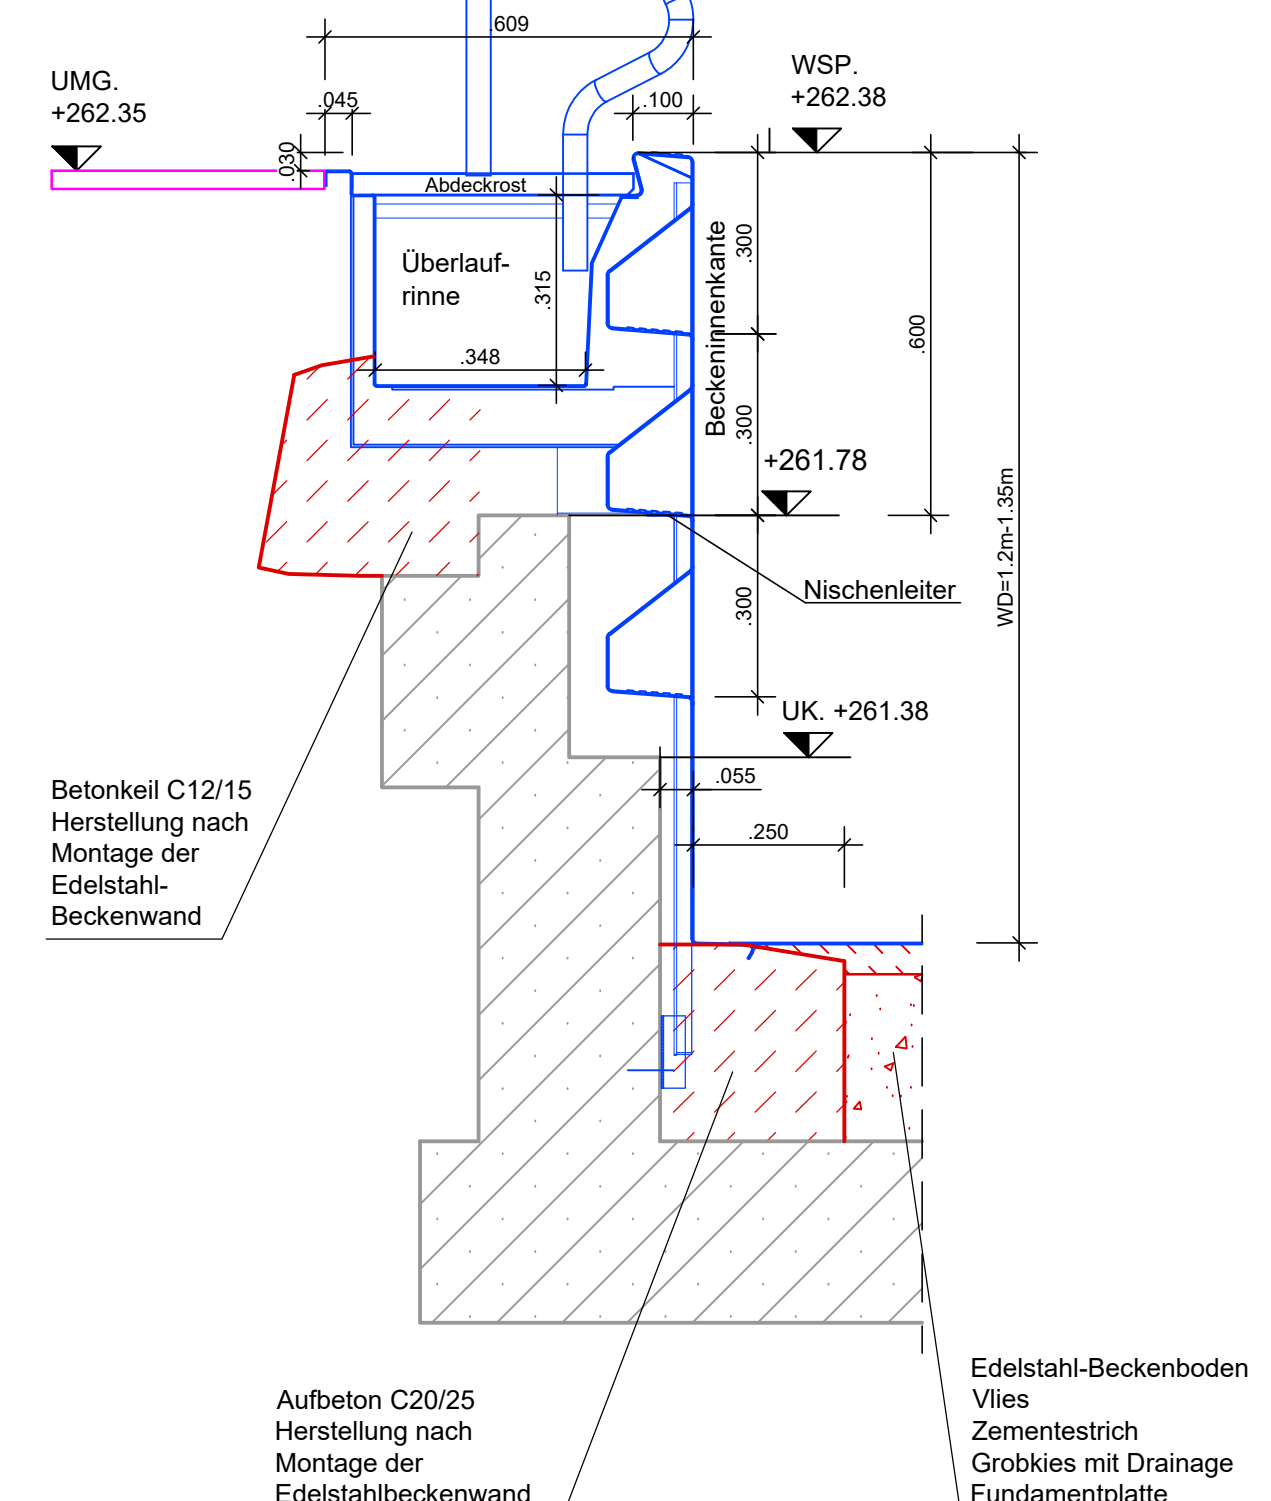 .609
UMG.
+262.35
WSP.
+262.38
.045
.100
.030
Abdeckrost
Überlauf-
rinne
.315
.348
Beckeninnenkante
.300
.600
.300
+261.78
WD=1.2m-1.35m
Nischenleiter
.300
UK. +261.38
.055
.250
Betonkeil C12/15
Herstellung nach
Montage der
Edelstahl-
Beckenwand
Aufbeton C20/25
Herstellung nach
Montage der
Edelstahlbeckenwand
Edelstahl-Beckenboden
Vlies
Zementestrich
Grobkies mit Drainage
Fundamentplatte